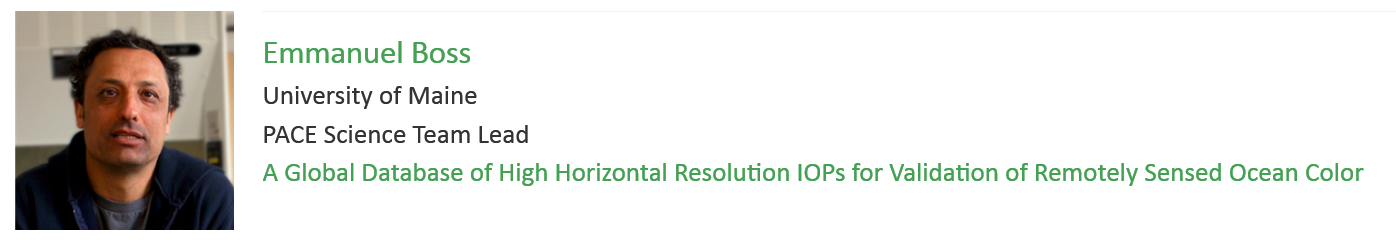 Emmanuel Boss
University of Maine
PACE Science Team Lead
A Global Database of High Horizontal Resolution IOPs for Validation of Remotely Sensed Ocean Color